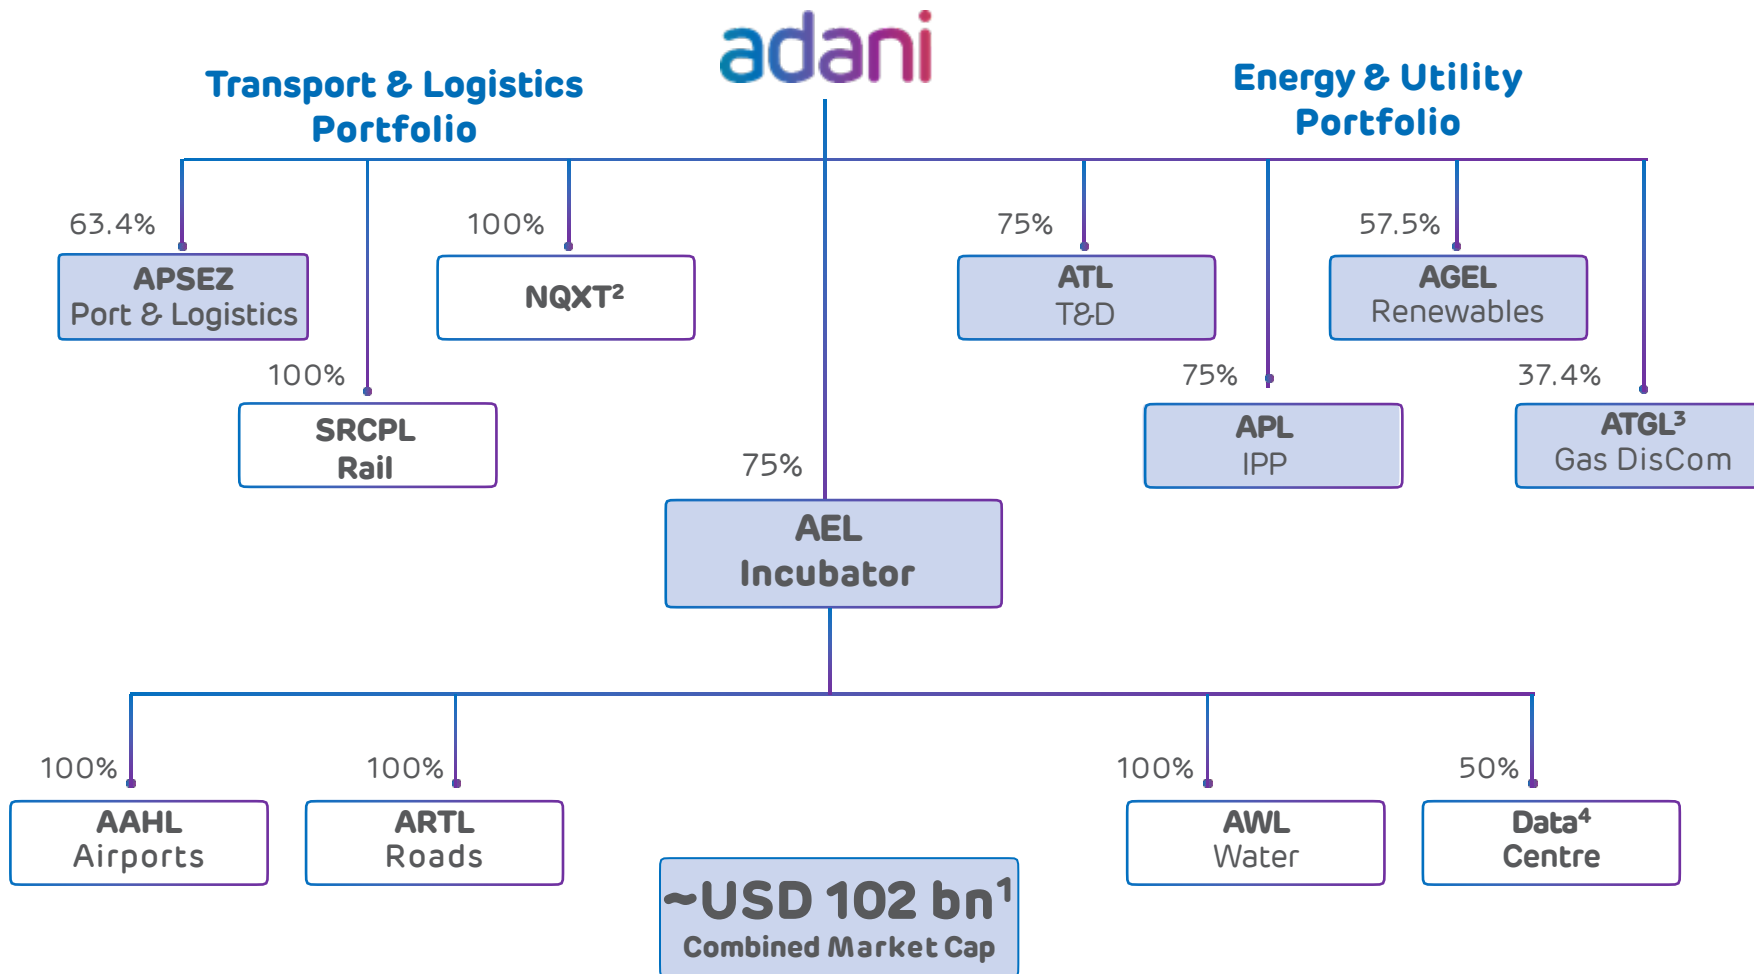 adani
Transport & Logistics
Portfolio
Energy & Utility
Portfolio
63.4%
APSEZ
Port & Logistics
100%
SRCPL
Rail
100%
NQXT²
75%
ATL
T&D
75%
APL
IPP
57.5%
AGEL
Renewables
37.4%
ATGL³
Gas DisCom
75%
AEL
Incubator
100%
AAHL
Airports
100%
ARTL
Roads
100%
AWL
Water
50%
Data⁴
Centre
~USD 102 bn¹
Combined Market Cap